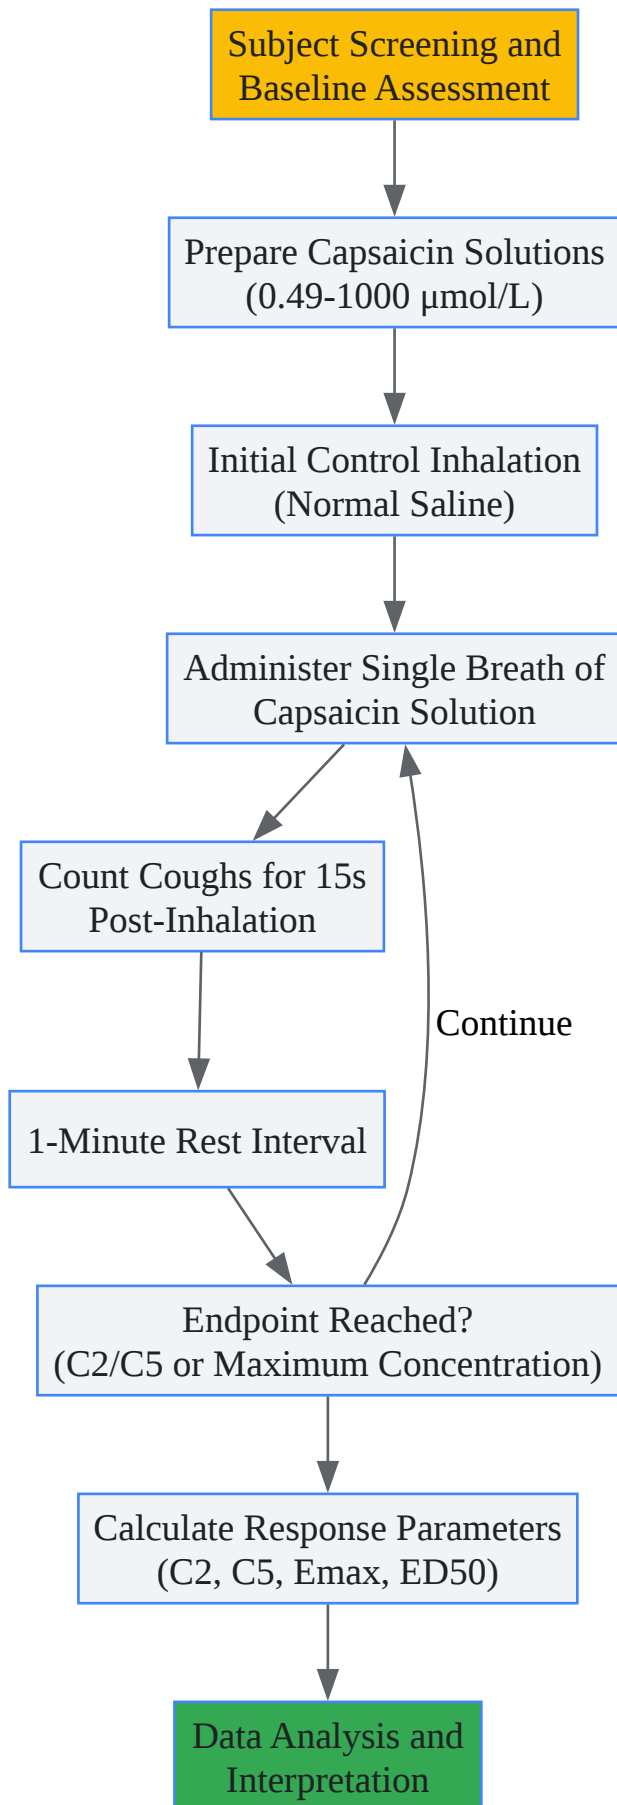 Subject Screening and
Baseline Assessment
Prepare Capsaicin Solutions
(0.49-1000 μmol/L)
Initial Control Inhalation
(Normal Saline)
Administer Single Breath of
Capsaicin Solution
Count Coughs for 15s
Post-Inhalation
Continue
1-Minute Rest Interval
Endpoint Reached?
(C2/C5 or Maximum Concentration)
Calculate Response Parameters
(C2, C5, Emax, ED50)
Data Analysis and
Interpretation